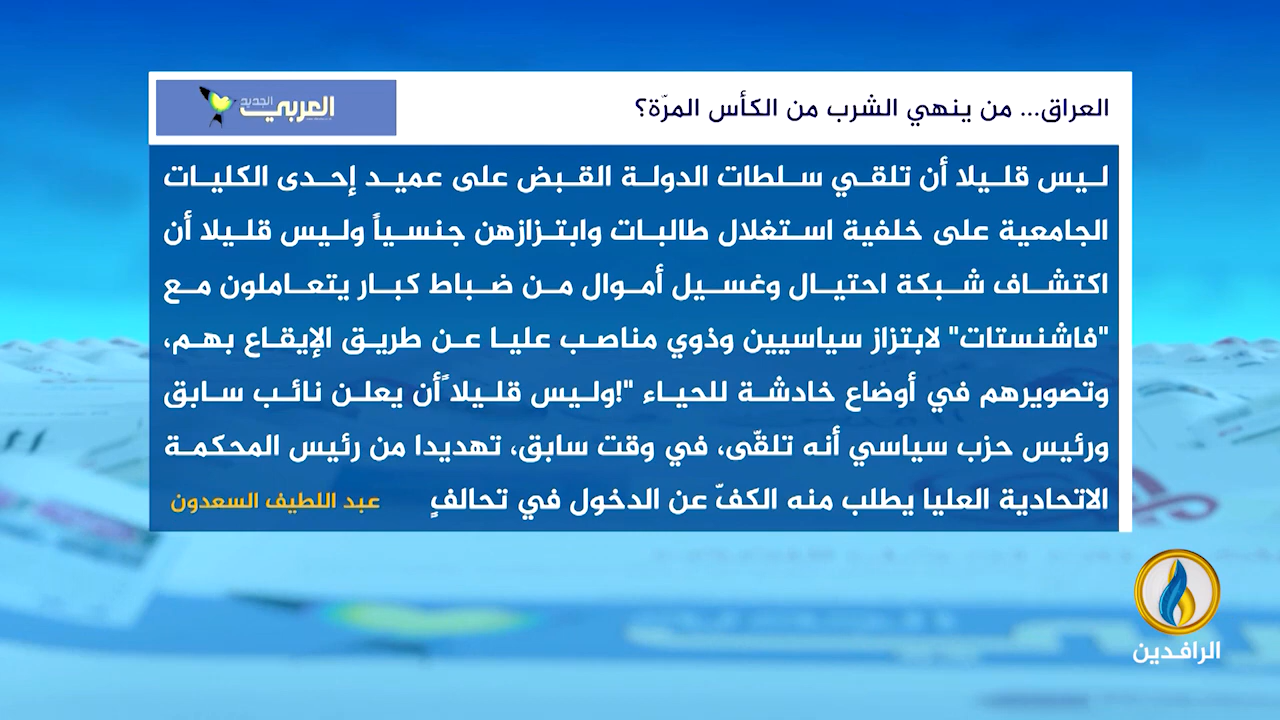 العراق... من ينهي الشرب من الكأس المرّة؟
العربي الجديد
ليس قليلا أن تلقي سلطات الدولة القبض على عميد إحدى الكليات
الجامعية على خلفية استغلال طالبات وابتزازهن جنسياً وليس قليلا أن
اكتشاف شبكة احتيال وغسيل أموال من ضباط كبار يتعاملون مع
"فاشنستات" لابتزاز سياسيين وذوي مناصب عليا عن طريق الإيقاع بهم،
وتصويرهم في أوضاع خادشة للحياء "!وليس قليلا ًأن يعلن نائب سابق
ورئيس حزب سياسي أنه تلقّى، في وقت سابق، تهديدا من رئيس المحكمة
الاتحادية العليا يطلب منه الكفّ عن الدخول في تحالفٍ
عبد اللطيف السعدون
الرافدين